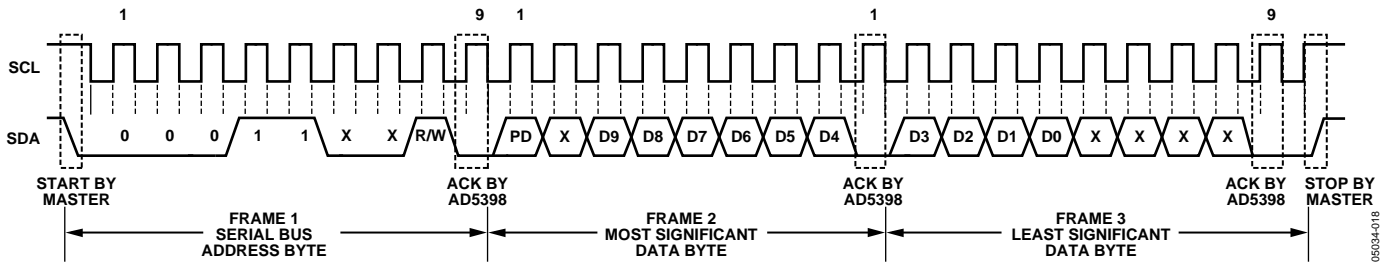 1 9 1 1 9
SCL
SDA 0 0 0 1 1 X X R/W PD X D9 D8 D7 D6 D5 D4 D3 D2 D1 D0 X X X X
START BY MASTER
ACK BY AD5398
ACK BY AD5398
ACK BY AD5398
STOP BY MASTER
FRAME 1
SERIAL BUS
ADDRESS BYTE
FRAME 2
MOST SIGNIFICANT
DATA BYTE
FRAME 3
LEAST SIGNIFICANT
DATA BYTE
05034-018